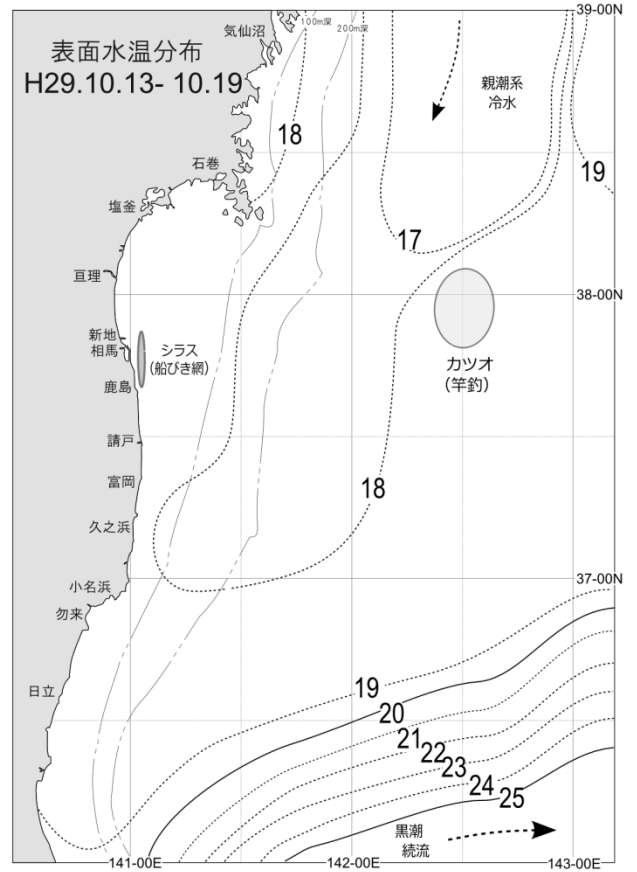 39-00N
気仙沼
100m深
200m深
表面水温分布
H29.10.13- 10.19
親潮系
冷水
18
石巻
19
塩釜
17
亘理
38-00N
新地
相馬
シラス
(船びき網)
カツオ
(竿釣)
鹿島
請戸
富岡
18
久之浜
37-00N
小名浜
勿来
日立
19
20
21
22
23
24
25
黒潮
続流
141-00E
142-00E
143-00E